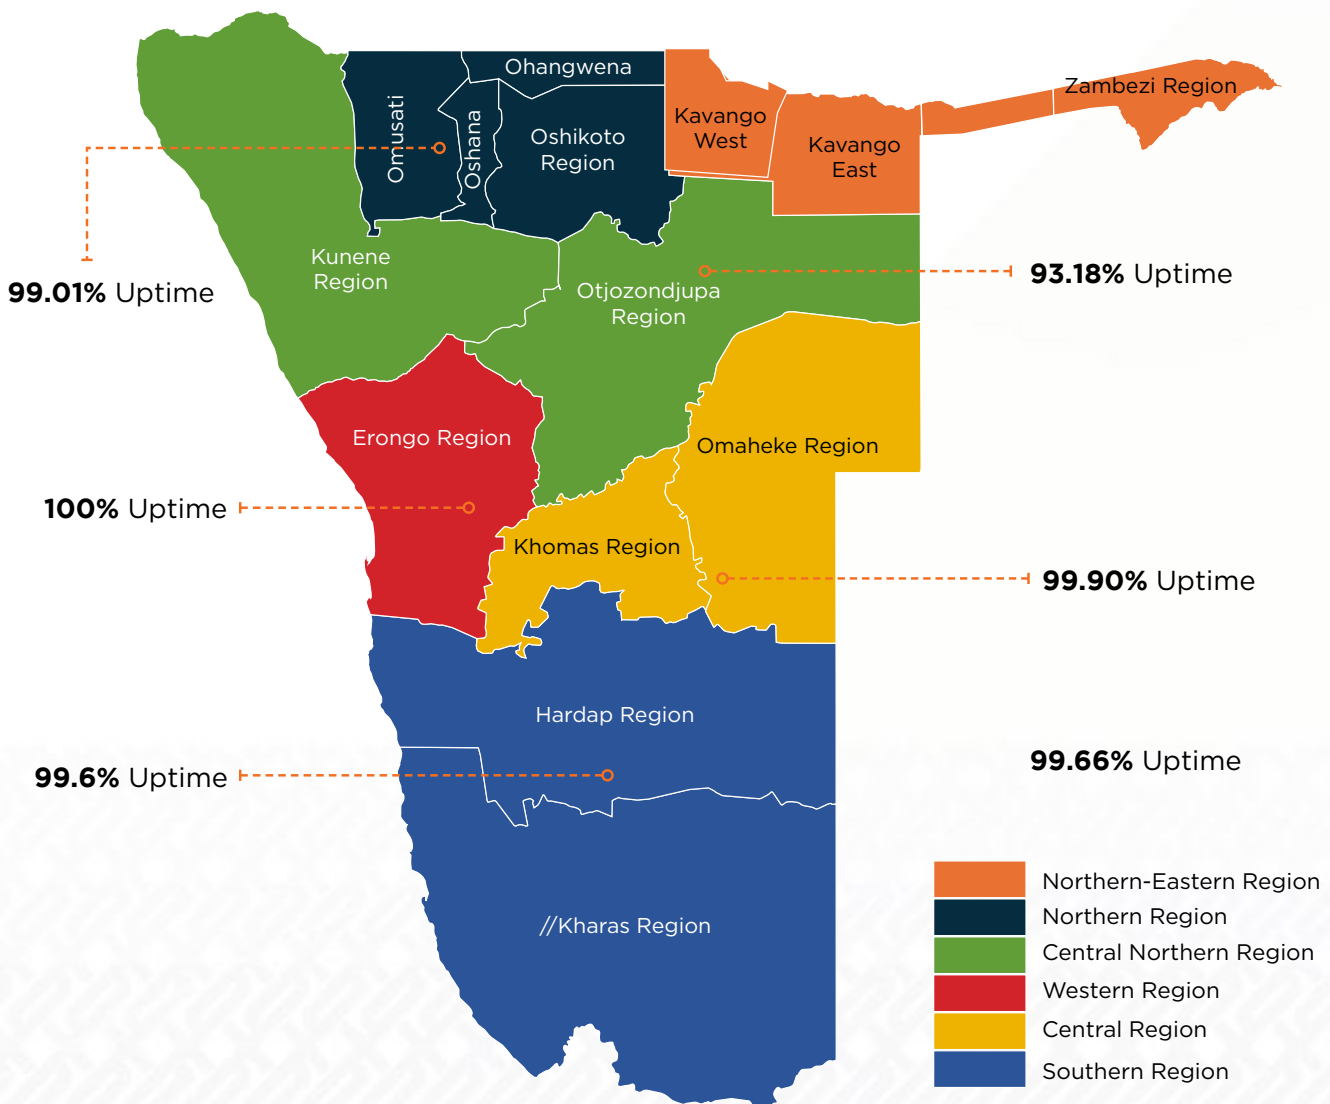 Ohangwena
Omusati
Oshana
Oshikoto
Region
Kavango
West
Kavango
East
Zambezi Region
Kunene
Region
99.01% Uptime
Otjozondjupa
Region
93.18% Uptime
Erongo Region
Omaheke Region
100% Uptime
Khomas Region
99.90% Uptime
Hardap Region
99.6% Uptime
99.66% Uptime
//Kharas Region
Northern-Eastern Region
Northern Region
Central Northern Region
Western Region
Central Region
Southern Region